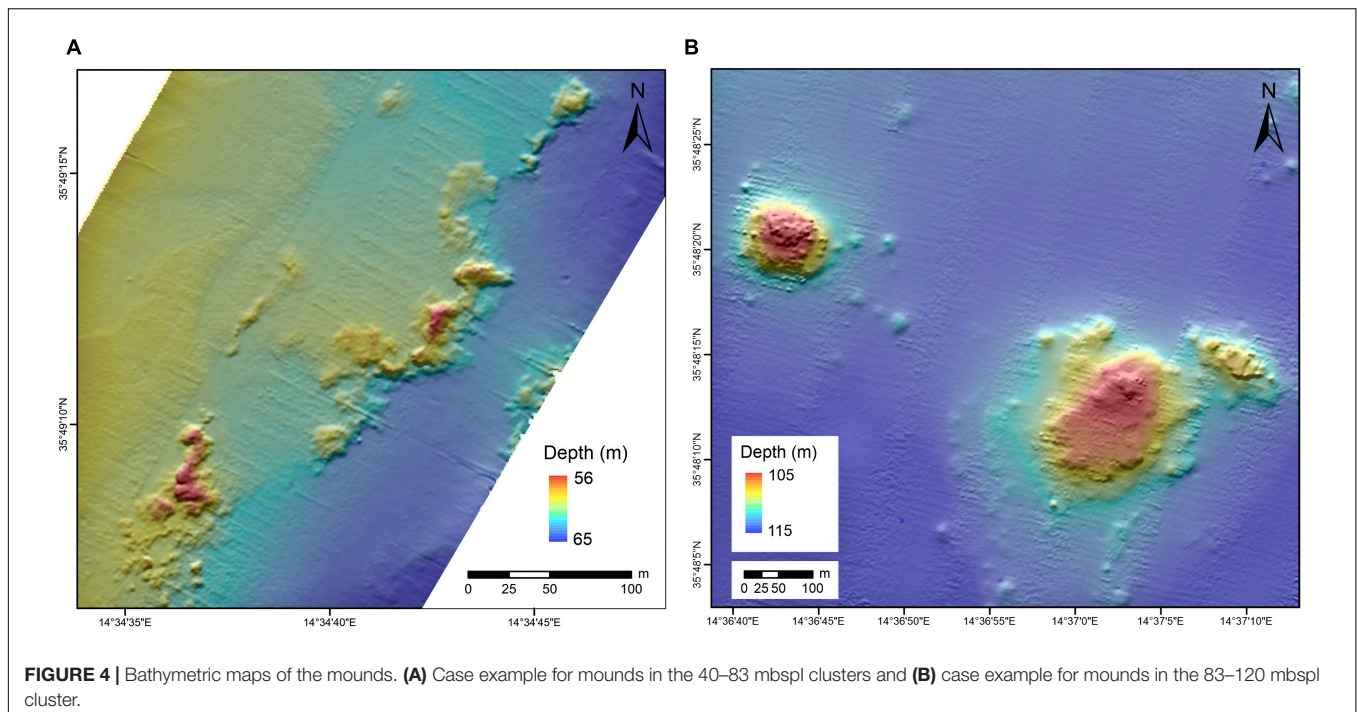 A
B
N
N
35°49'15"N
35°49'10"N
Depth (m)
56
65
0 25 50 100 m
14°34'35"E 14°34'40"E 14°34'45"E
35°48'25"N
35°48'20"N
35°48'15"N
35°48'10"N
35°48'5"N
Depth (m)
105
115
m
0 25 50 100
14°36'40"E 14°36'45"E 14°36'50"E 14°36'55"E 14°37'0"E 14°37'5"E 14°37'10"E
FIGURE 4 | Bathymetric maps of the mounds. (A) Case example for mounds in the 40–83 mbspl clusters and (B) case example for mounds in the 83–120 mbspl
cluster.